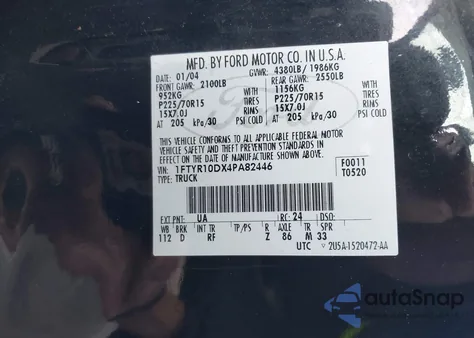 MFD. BY FORD MOTOR CO. IN U.S.A.
DATE: 01/04 GVWR: 4380LB/1986KG
FRONT GAWR: 2100LB REAR GAWR: 2550LB
952KG 1156KG
P225/70R15 TIRES P225/70R15 TIRES
15X7.0J RIMS 15X7.0J RIMS
AT 205 kPa/30 PSI COLD AT 205 kPa/30 PSI COLD
THIS VEHICLE CONFORMS TO ALL APPLICABLE FEDERAL MOTOR
VEHICLE SAFETY AND THEFT PREVENTION STANDARDS IN
EFFECT ON THE DATE OF MANUFACTURE SHOWN ABOVE.
VIN: 1FTYR10DX4PA82446 F0011
TYPE: TRUCK T0520
EXT PNT: UA RC: 24 DSO:
WB BRK INT TR TP/PS R AXLE TR SPR
112 D RF Z 86 M 33
UTC 2U5A-1520472-AA
Ford
autoSnap